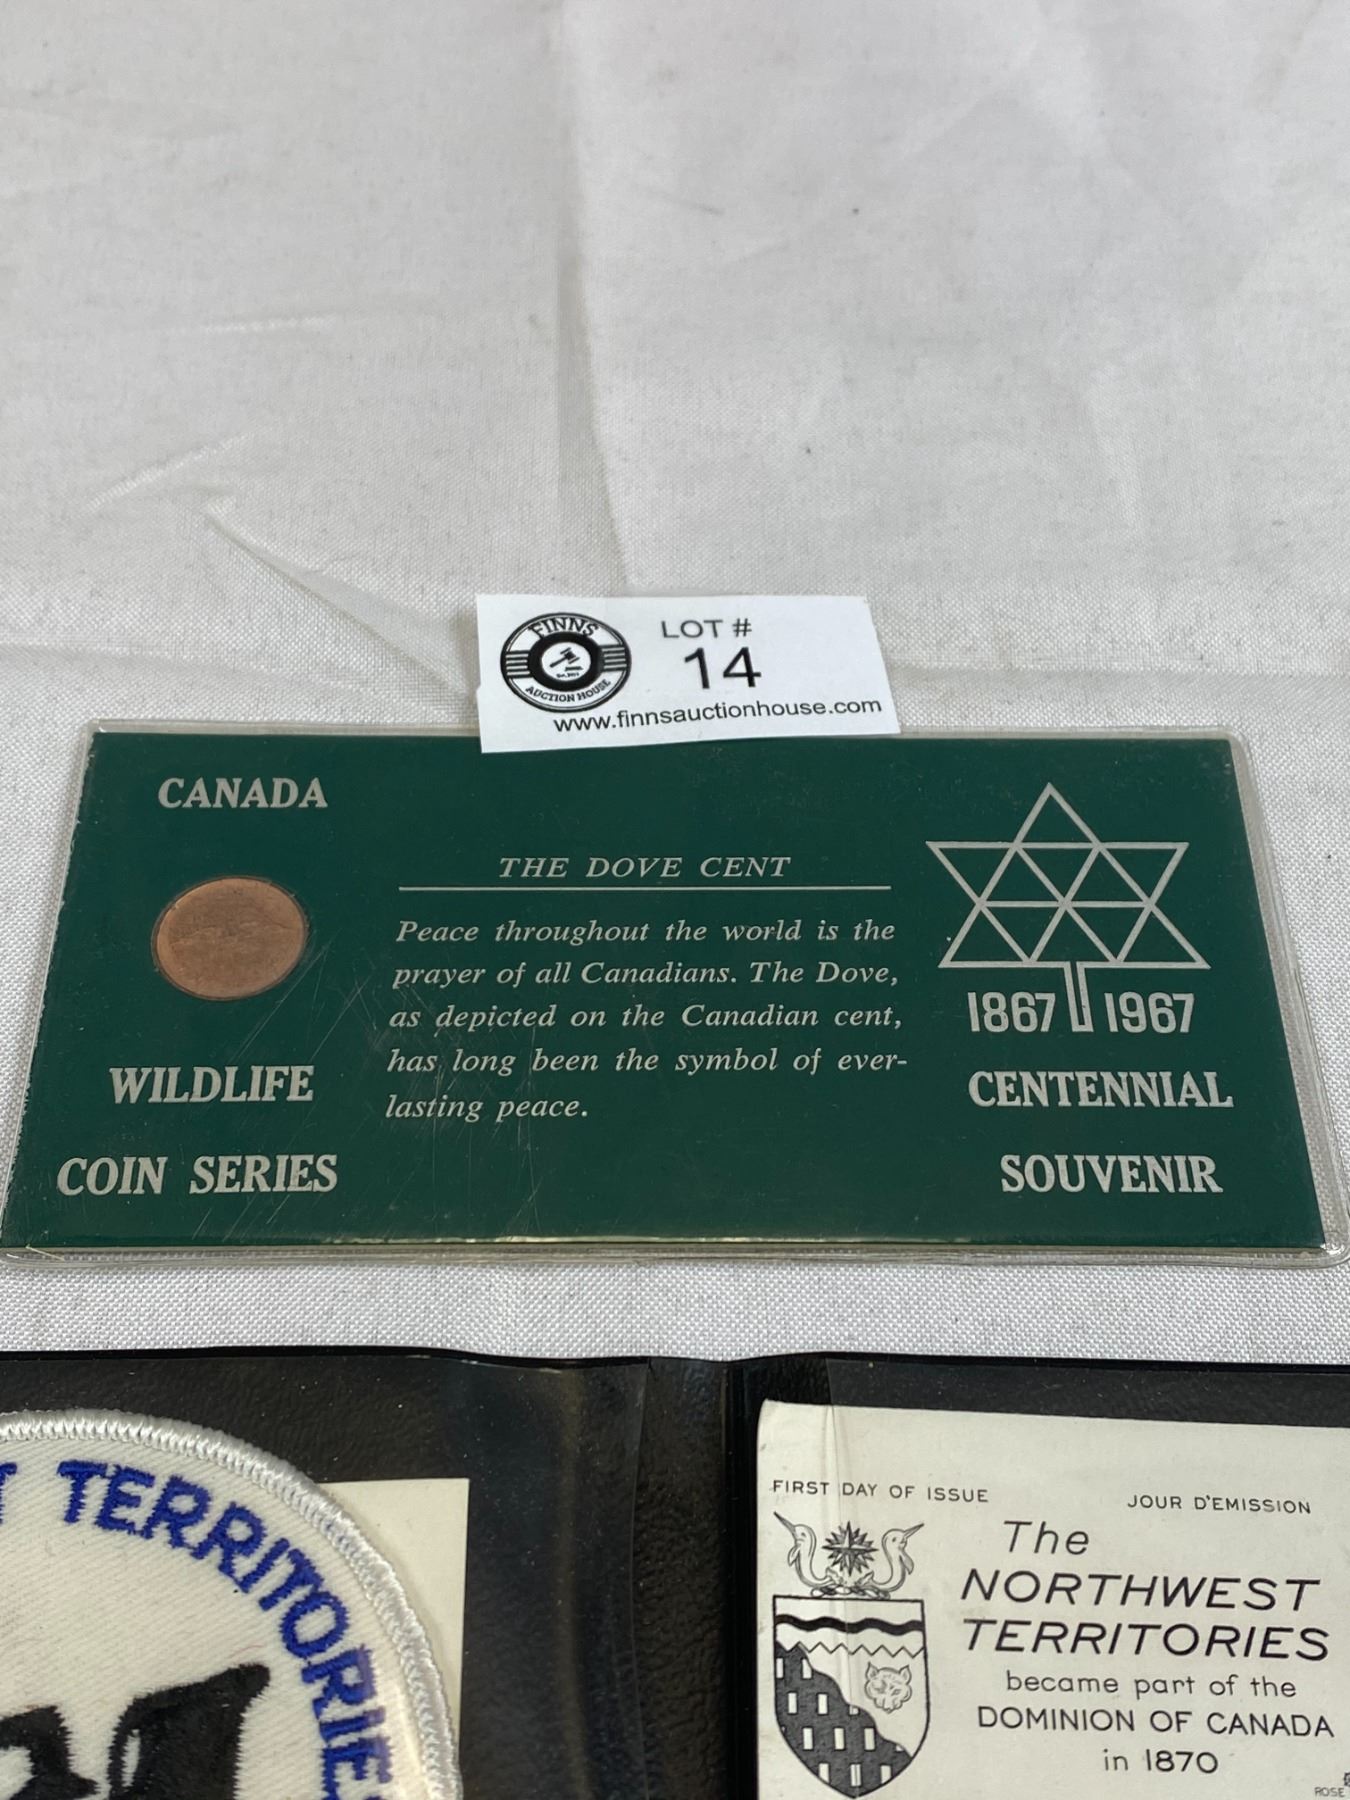 FINNS
AUCTION HOUSE
LOT #
14
www.finnsauctionhouse.com
CANADA
WILDLIFE
COIN SERIES
THE DOVE CENT
Peace throughout the world is the
prayer of all Canadians. The Dove,
as depicted on the Canadian cent,
has long been the symbol of ever-
lasting peace.
1867 1967
CENTENNIAL
SOUVENIR
TERRITORIES
FIRST DAY OF ISSUE
JOUR D'EMISSION
The
NORTHWEST
TERRITORIES
became part of the
DOMINION OF CANADA
in 1870
ROSE